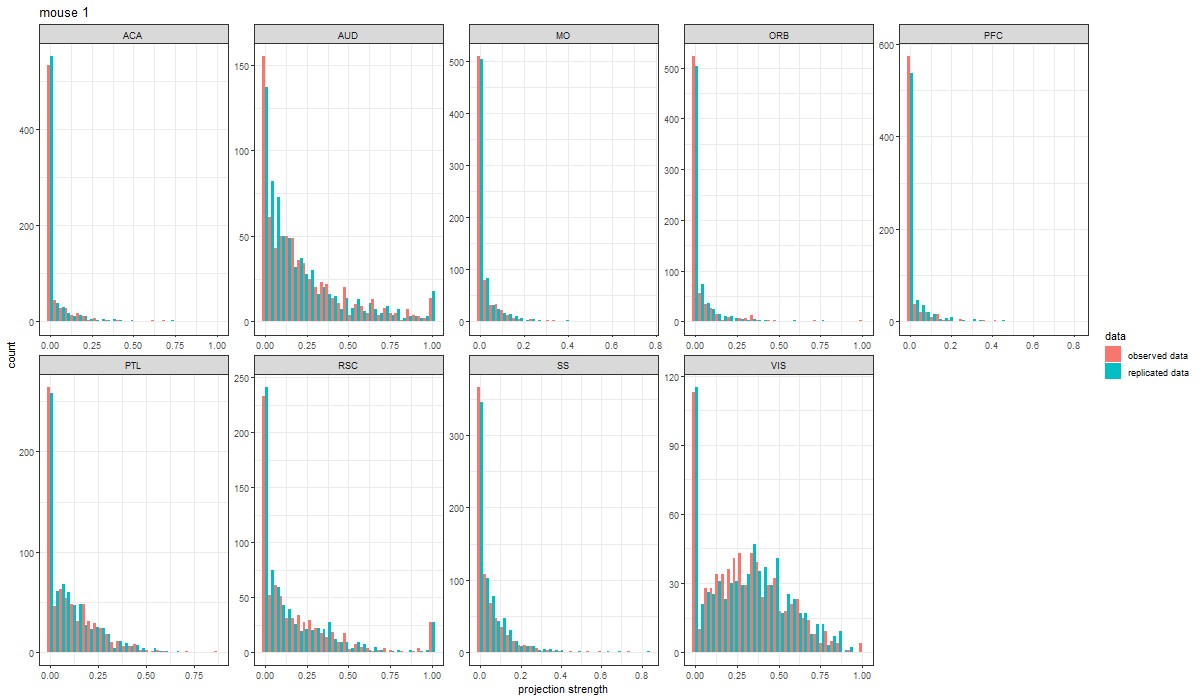 mouse 1
ACA AUD MO ORB PFC
0 200 400
0 50 100 150
0 100 200 300 400 500
0 100 200 300 400 500
0 200 400 600
0.00 0.25 0.50 0.75 1.00
0.00 0.25 0.50 0.75 1.00
0.0 0.2 0.4 0.6 0.8
0.00 0.25 0.50 0.75 1.00
0.0 0.2 0.4 0.6 0.8
count
PTL RSC SS VIS
0 100 200
0 50 100 150 200 250
0 100 200 300
0 30 60 90 120
0.00 0.25 0.50 0.75
0.00 0.25 0.50 0.75 1.00
0.0 0.2 0.4 0.6 0.8
0.00 0.25 0.50 0.75 1.00
projection strength
data
observed data
replicated data